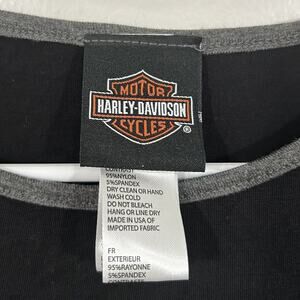 MOTOR
HARLEY-DAVIDSON
CYCLES
®
CONTRAST
95%NYLON
5%SPANDEX
DRY CLEAN OR HAND
WASH COLD
DO NOT BLEACH
HANG OR LINE DRY
MADE IN USA OF
IMPORTED FABRIC
FR
EXTERIEUR
95%RAYONNE
5%SPANDEX